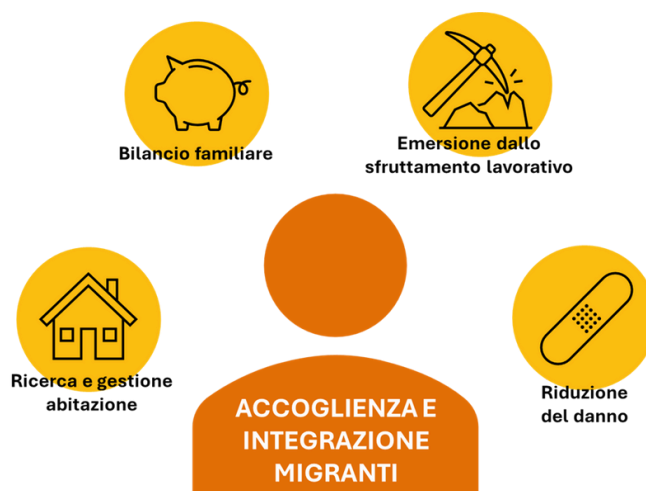 Bilancio familiare
Emersione dallo
sfruttamento lavorativo
Ricerca e gestione
abitazione
Riduzione
del danno
ACCOGLIENZA E
INTEGRAZIONE
MIGRANTI